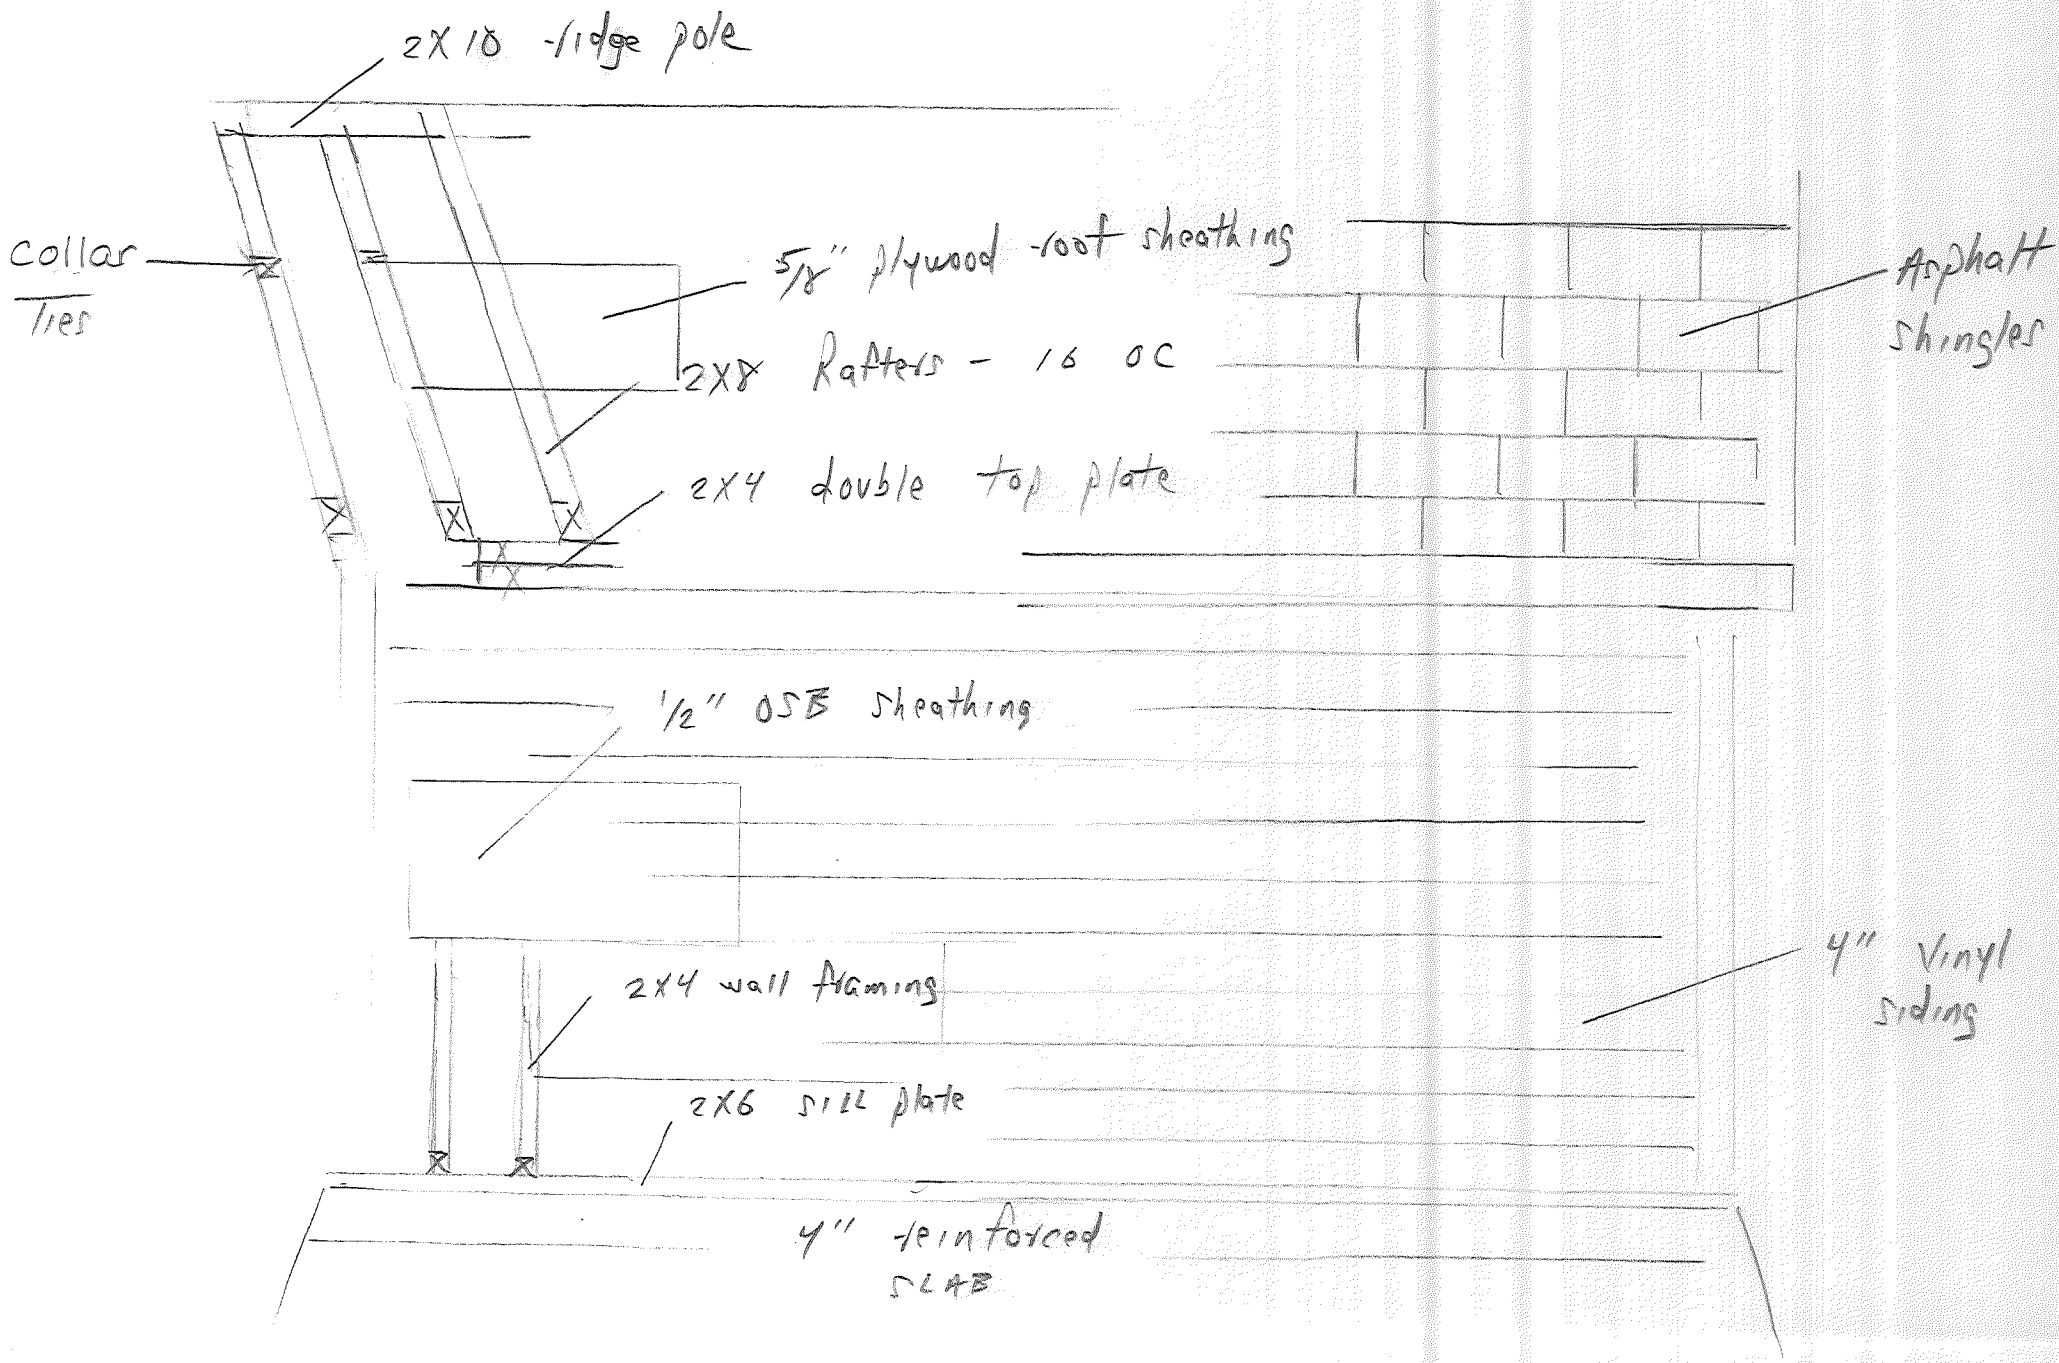 2X10 ridge pole
collar
Ties
5/8" plywood roof sheathing
Asphalt
shingles
2X8 Rafters - 16 OC
2X4 double top plate
1/2" OSB sheathing
4" Vinyl
siding
2X4 wall framing
2X6 sill plate
4" reinforced
SLAB